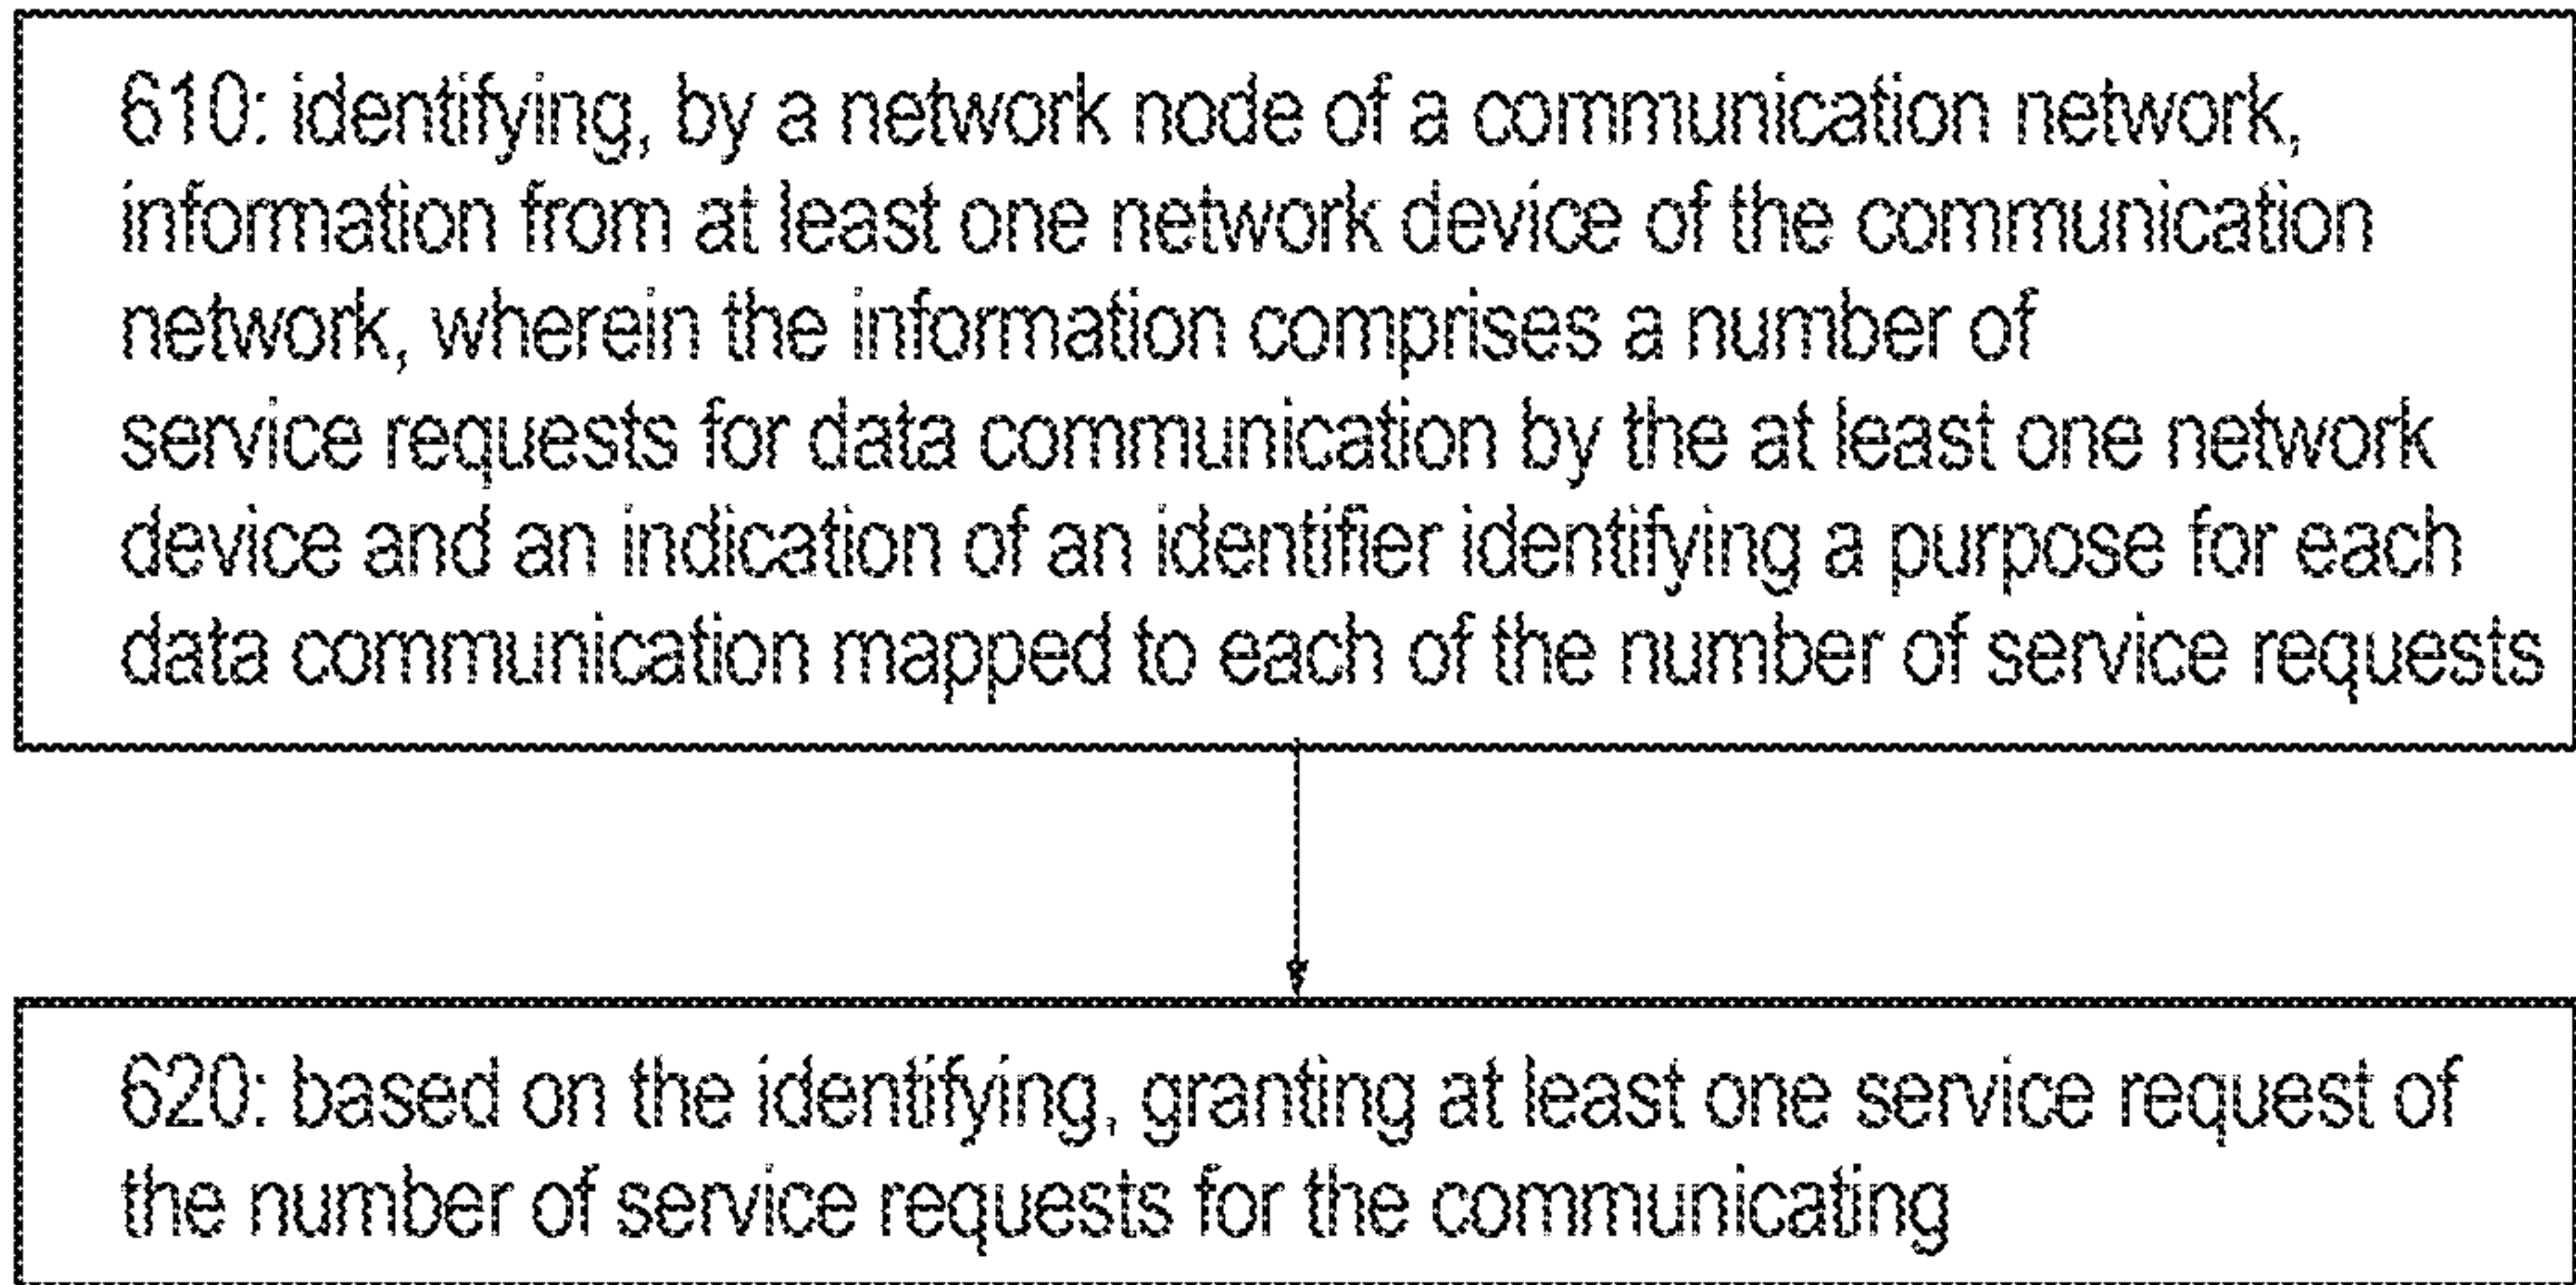 610: identifying, by a network node of a communication network,
information from at least one network device of the communication
network, wherein the information comprises a number of
service requests for data communication by the at least one network
device and an indication of an identifier identifying a purpose for each
data communication mapped to each of the number of service requests
620: based on the identifying, granting at least one service request of
the number of service requests for the communicating